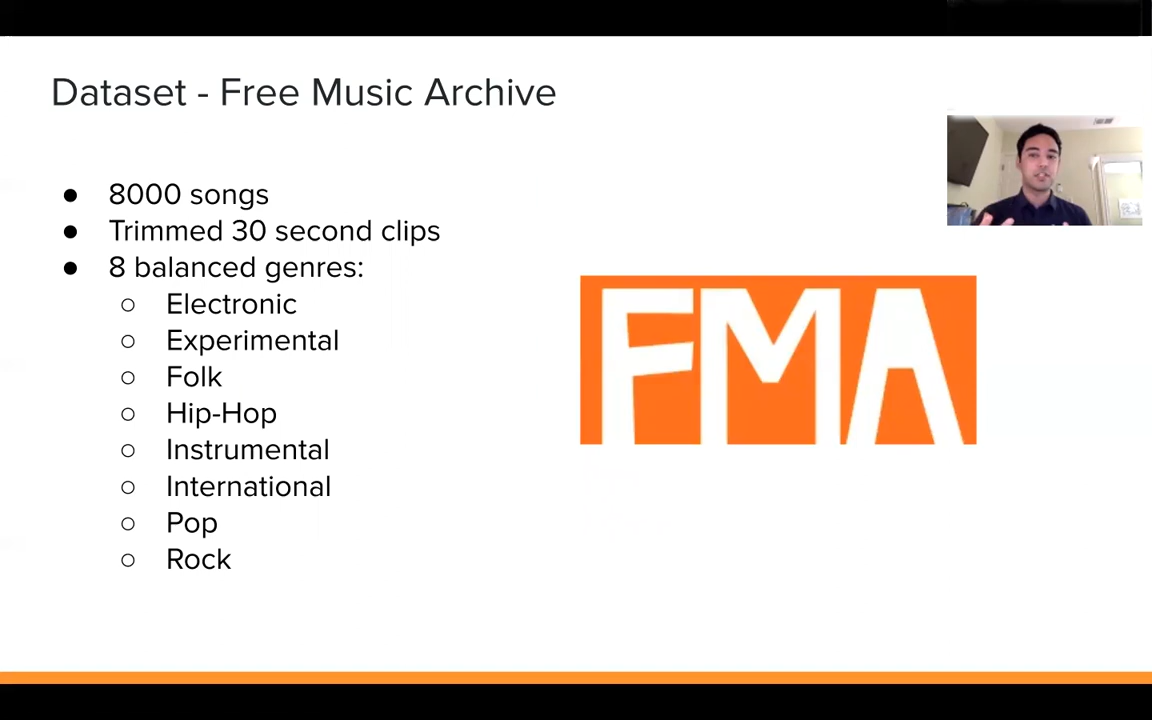 Dataset - Free Music Archive
● 8000 songs
● Trimmed 30 second clips
● 8 balanced genres:
○ Electronic
○ Experimental
○ Folk
○ Hip-Hop
○ Instrumental
○ International
○ Pop
○ Rock
FMA